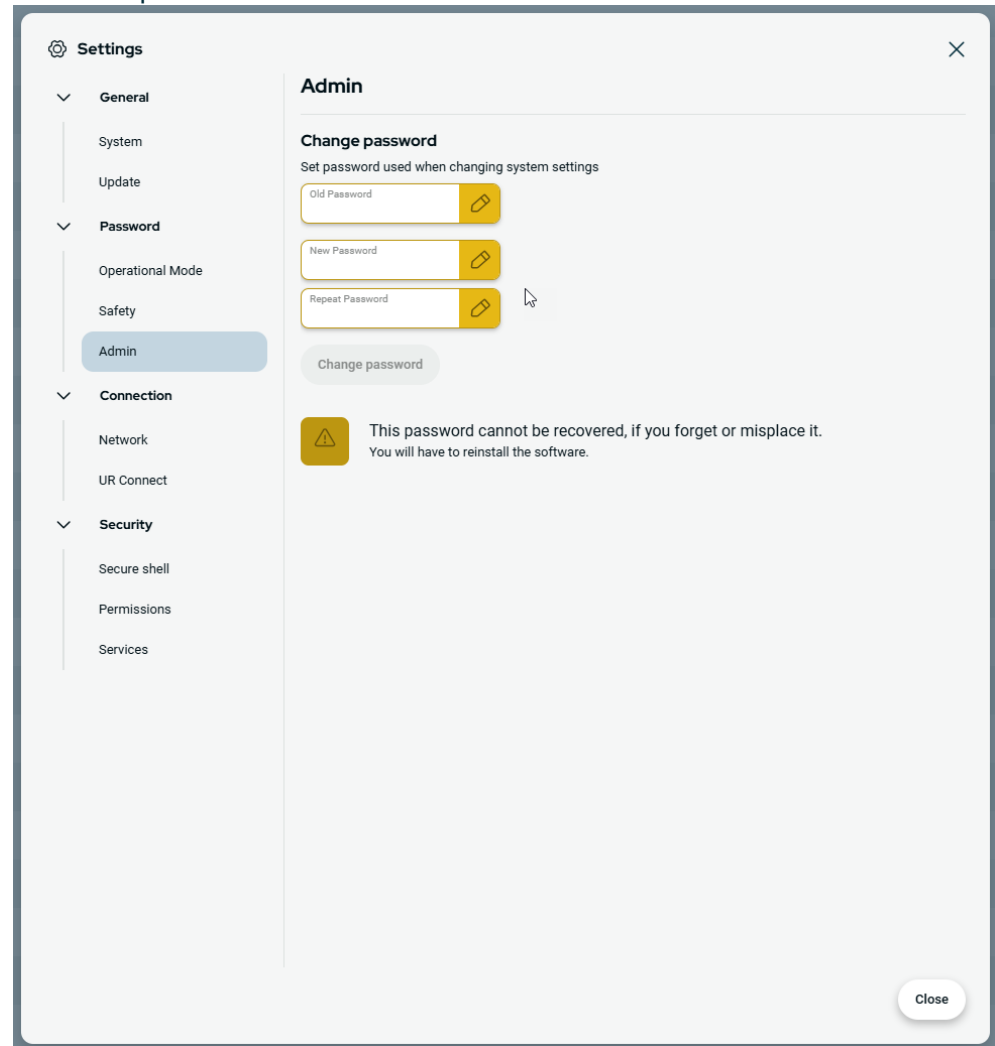 Settings
General
System
Update
Password
Operational Mode
Safety
Admin
Connection
Network
UR Connect
Security
Secure shell
Permissions
Services
Admin
Change password
Set password used when changing system settings
Old Password
New Password
Repeat Password
Change password
This password cannot be recovered, if you forget or misplace it.
You will have to reinstall the software.
Close